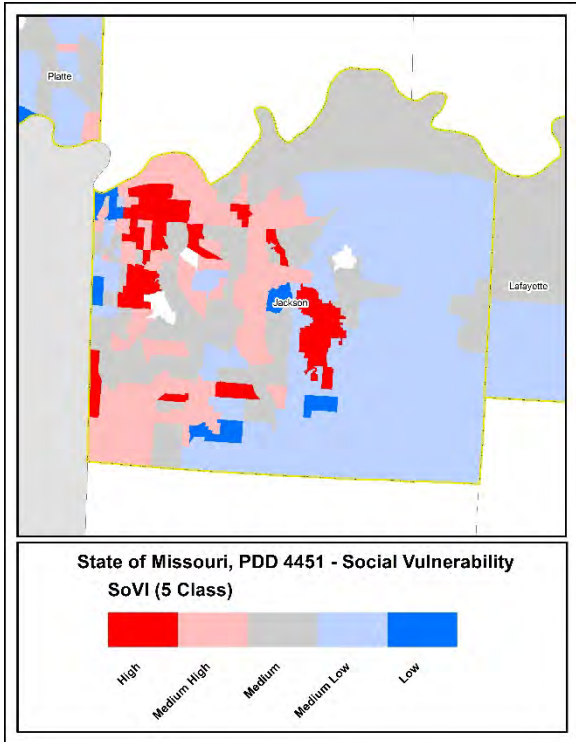 Platte
Jackson
Lafayette
State of Missouri, PDD 4451 - Social Vulnerability
SoVI (5 Class)
High
Medium High
Medium
Medium Low
Low